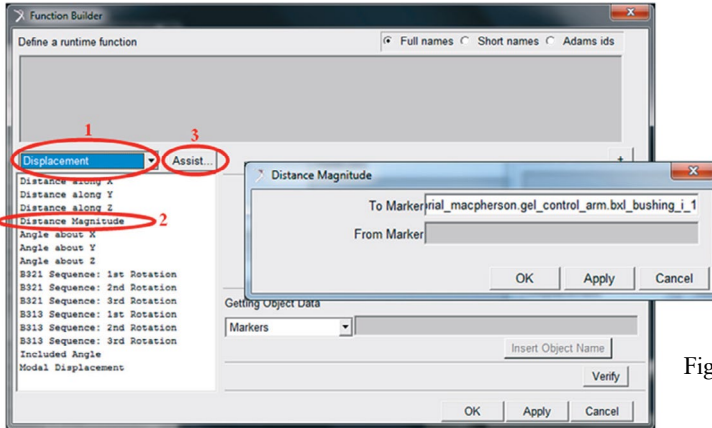 Function Builder
Define a runtime function
Full names Short names Adams ids
1
3
Displacement Assist... +
Distance Magnitude
To Marker rial_macpherson.gel_control_arm.bxl_bushing_i_1
From Marker
OK Apply Cancel
Distance along X
Distance along Y
Distance along Z
Distance Magnitude 2
Angle about X
Angle about Y
Angle about Z
B321 Sequence: 1st Rotation
B321 Sequence: 2nd Rotation
B321 Sequence: 3rd Rotation
B313 Sequence: 1st Rotation
B313 Sequence: 2nd Rotation
B313 Sequence: 3rd Rotation
Included Angle
Modal Displacement
Getting Object Data
Markers
Insert Object Name
Verify
OK Apply Cancel
Fig